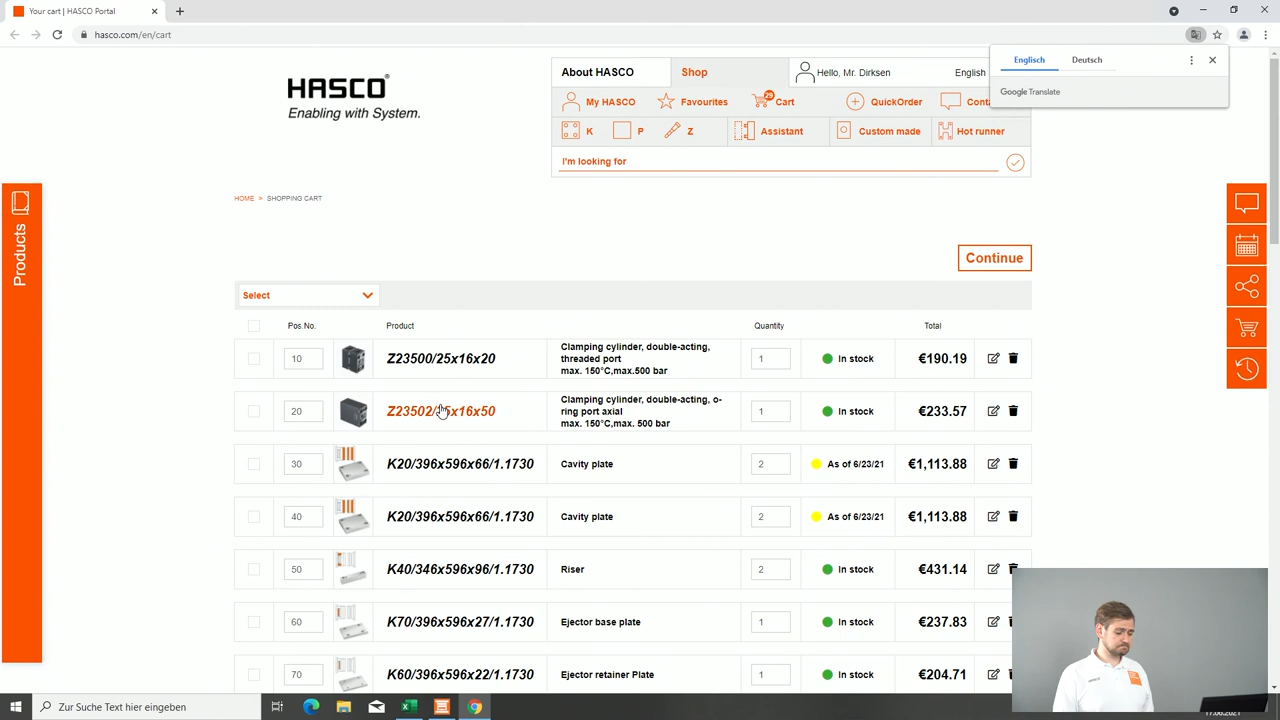 Your cart | HASCO Portal
hasco.com/en/cart
Englisch Deutsch
Google Translate
HASCO®
Enabling with System.
About HASCO Shop Hello, Mr. Dirksen English
My HASCO Favourites 29 Cart QuickOrder
K P Z Assistant Custom made Hot runner
I'm looking for
HOME > SHOPPING CART
Products
Continue
Select
Pos.No. Product Quantity Total
10 Z23500/25x16x20 Clamping cylinder, double-acting, threaded port max. 150°C,max.500 bar 1 In stock €190.19
20 Z23502/25x16x50 Clamping cylinder, double-acting, o-ring port axial max. 150°C,max. 500 bar 1 In stock €233.57
30 K20/396x596x66/1.1730 Cavity plate 2 As of 6/23/21 €1,113.88
40 K20/396x596x66/1.1730 Cavity plate 2 As of 6/23/21 €1,113.88
50 K40/346x596x96/1.1730 Riser 2 In stock €431.14
60 K70/396x596x27/1.1730 Ejector base plate 1 In stock €237.83
70 K60/396x596x22/1.1730 Ejector retainer Plate 1 In stock €204.71
HASCO
Zur Suche Text hier eingeben
17.06.2021